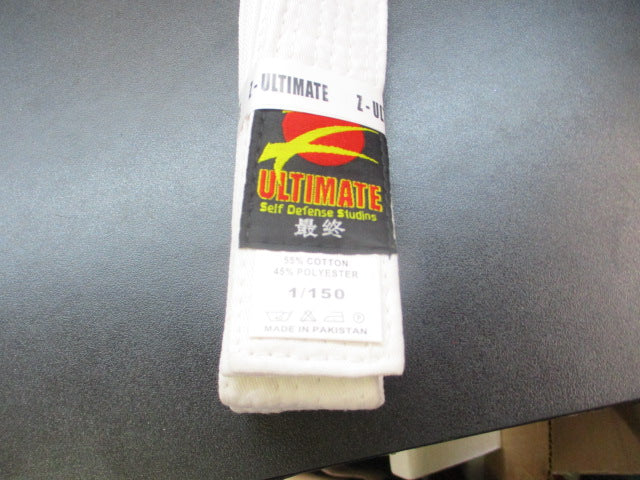 Z-ULTIMATE Z-UL
ULTIMATE
Self Defense Studios
最终
55% COTTON
45% POLYESTER
1/150
MADE IN PAKISTAN